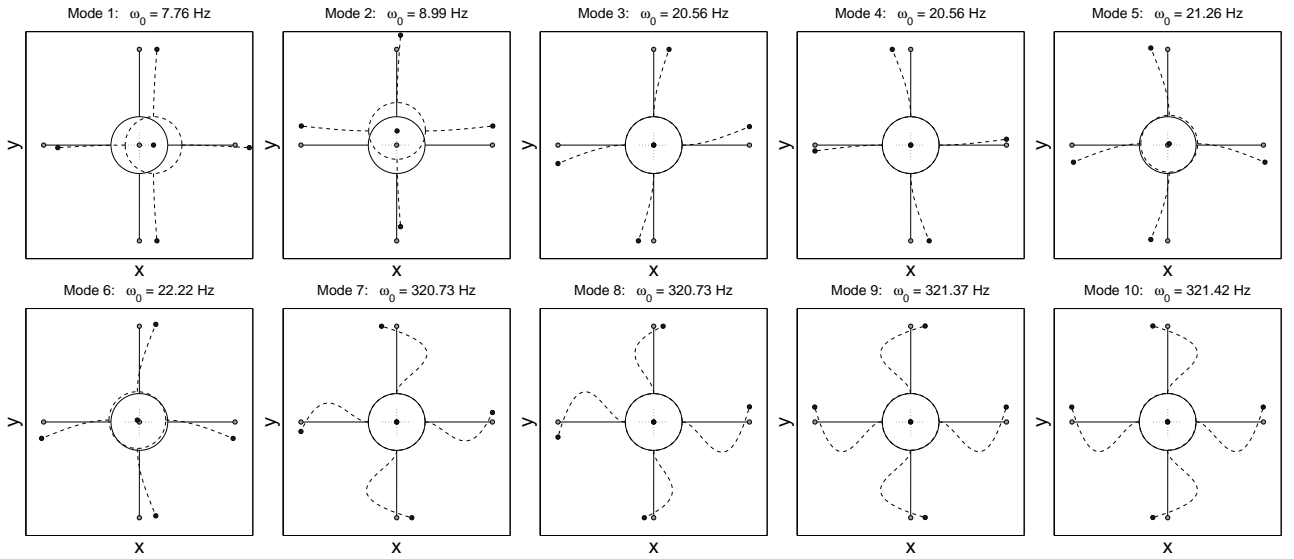 Mode 1: ω₀ = 7.76 Hz
Mode 2: ω₀ = 8.99 Hz
Mode 3: ω₀ = 20.56 Hz
Mode 4: ω₀ = 20.56 Hz
Mode 5: ω₀ = 21.26 Hz
y
y
y
y
y
x
x
x
x
x
Mode 6: ω₀ = 22.22 Hz
Mode 7: ω₀ = 320.73 Hz
Mode 8: ω₀ = 320.73 Hz
Mode 9: ω₀ = 321.37 Hz
Mode 10: ω₀ = 321.42 Hz
y
y
y
y
y
x
x
x
x
x